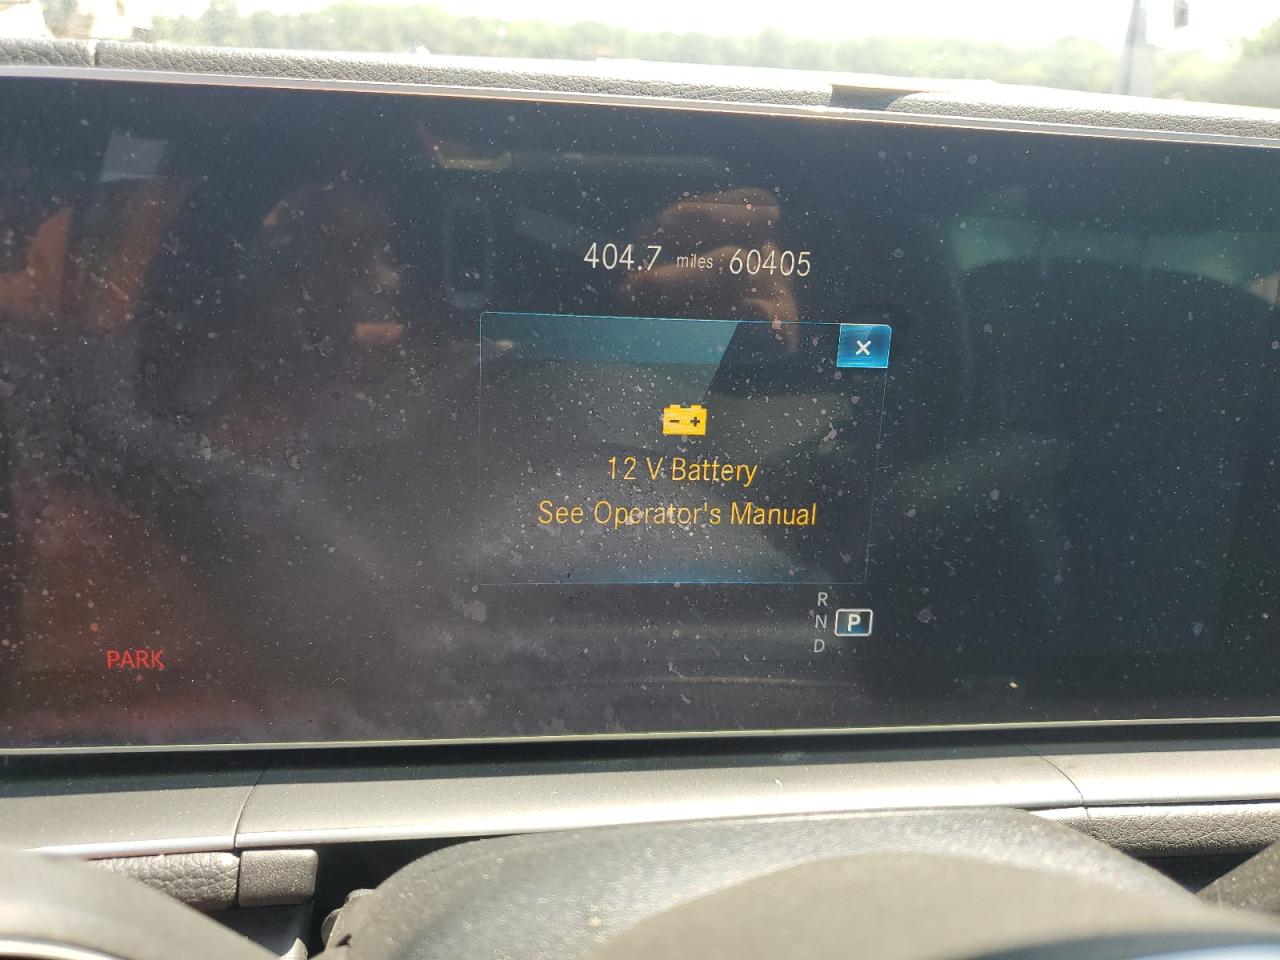 404.7 miles 60405
×
12 V Battery
See Operator's Manual
R
N P
D
PARK